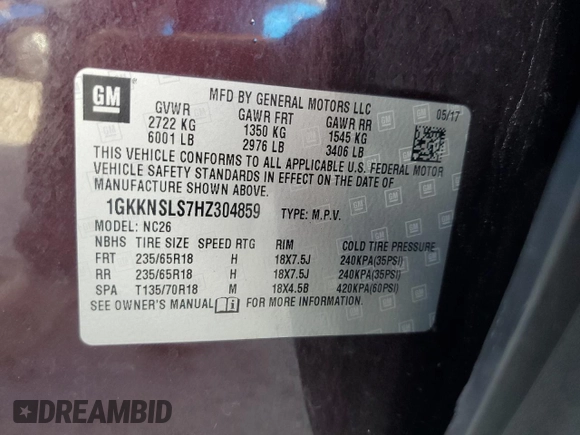 GM
MFD BY GENERAL MOTORS LLC
05/17
GVWR GAWR FRT GAWR RR
2722 KG 1350 KG 1545 KG
6001 LB 2976 LB 3406 LB
THIS VEHICLE CONFORMS TO ALL APPLICABLE U.S. FEDERAL MOTOR
VEHICLE SAFETY STANDARDS IN EFFECT ON THE DATE OF
MANUFACTURE SHOWN ABOVE.
1GKKNSLS7HZ304859 TYPE: M.P.V.
MODEL: NC26
NBHS TIRE SIZE SPEED RTG RIM COLD TIRE PRESSURE
FRT 235/65R18 H 18X7.5J 240KPA(35PSI)
RR 235/65R18 H 18X7.5J 240KPA(35PSI)
SPA T135/70R18 M 18X4.5B 420KPA(60PSI)
SEE OWNER'S MANUAL FOR MORE INFORMATION.
DREAMBID